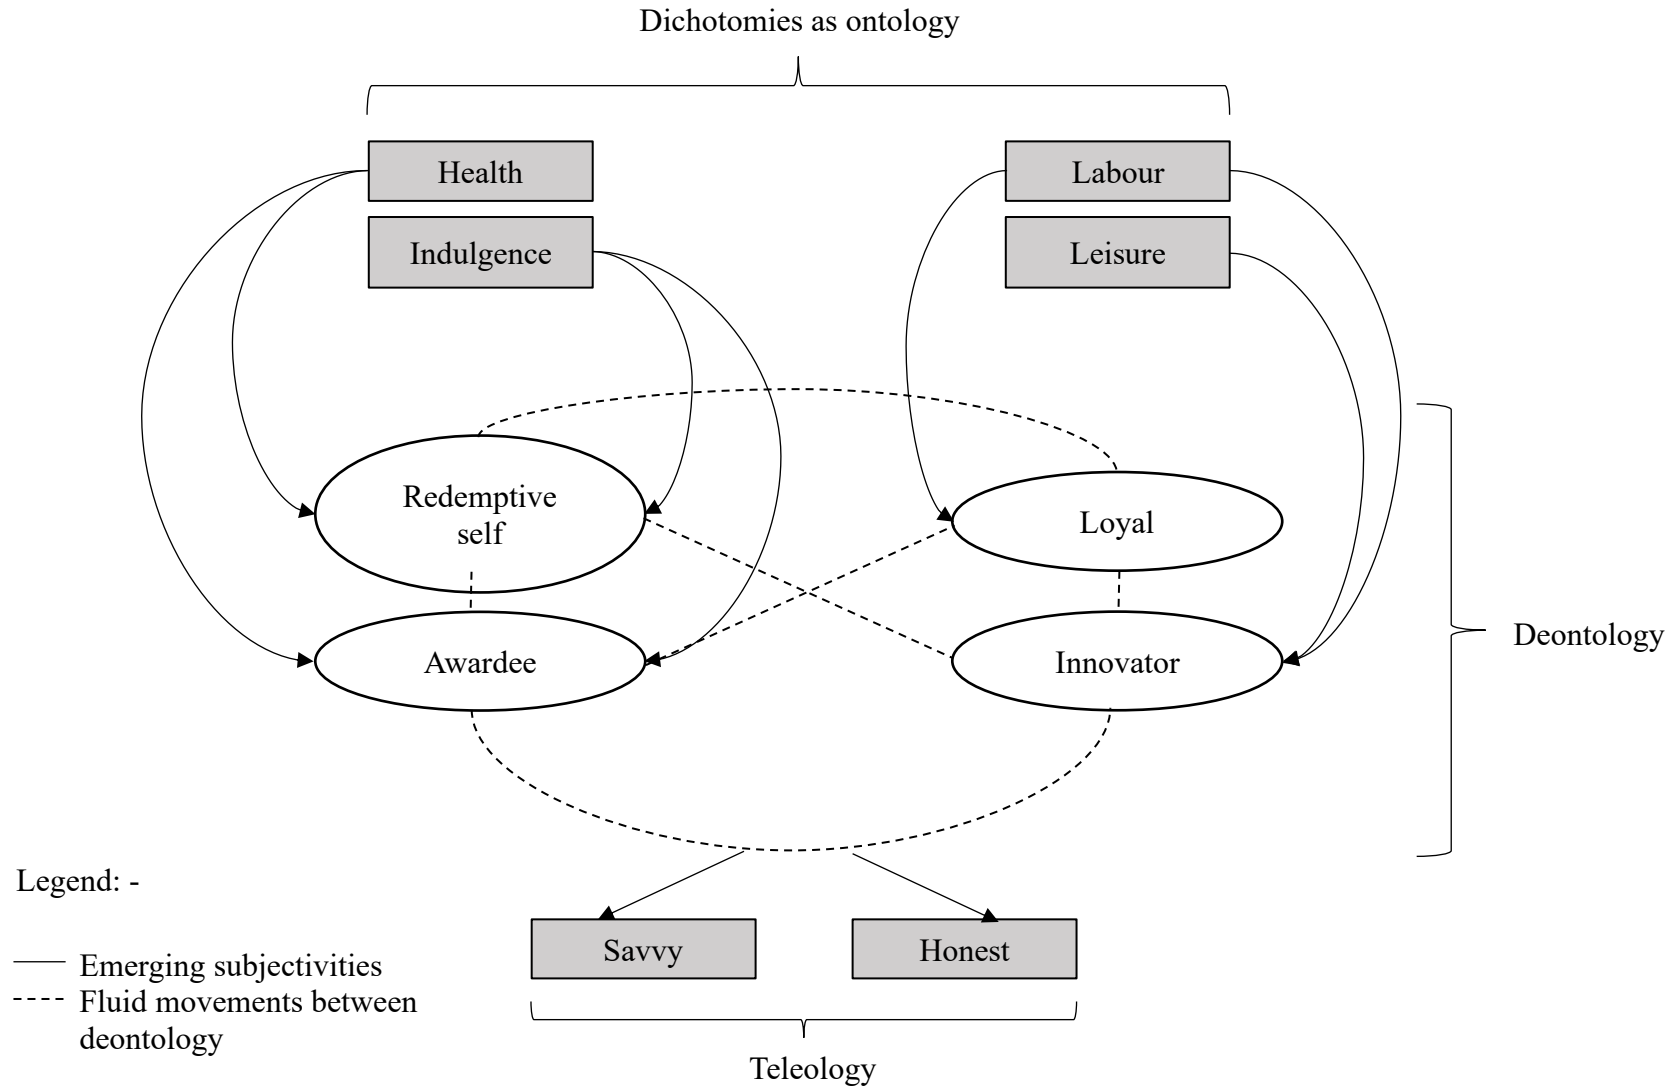 Dichotomies as ontology
Health
Labour
Indulgence
Leisure
Redemptive
self
Loyal
Awardee
Innovator
Deontology
Legend: -
Savvy
Honest
Emerging subjectivities
Fluid movements between
deontology
Teleology